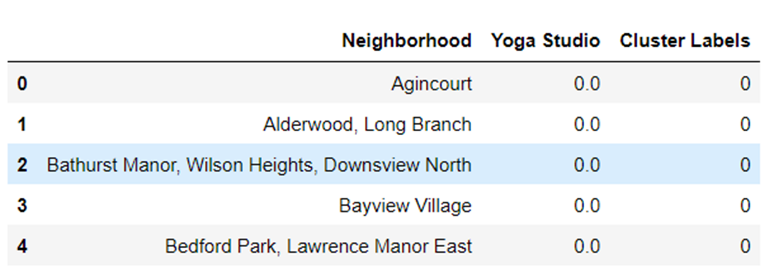 Neighborhood Yoga Studio Cluster Labels
0 Agincourt 0.0 0
1 Alderwood, Long Branch 0.0 0
2 Bathurst Manor, Wilson Heights, Downsview North 0.0 0
3 Bayview Village 0.0 0
4 Bedford Park, Lawrence Manor East 0.0 0